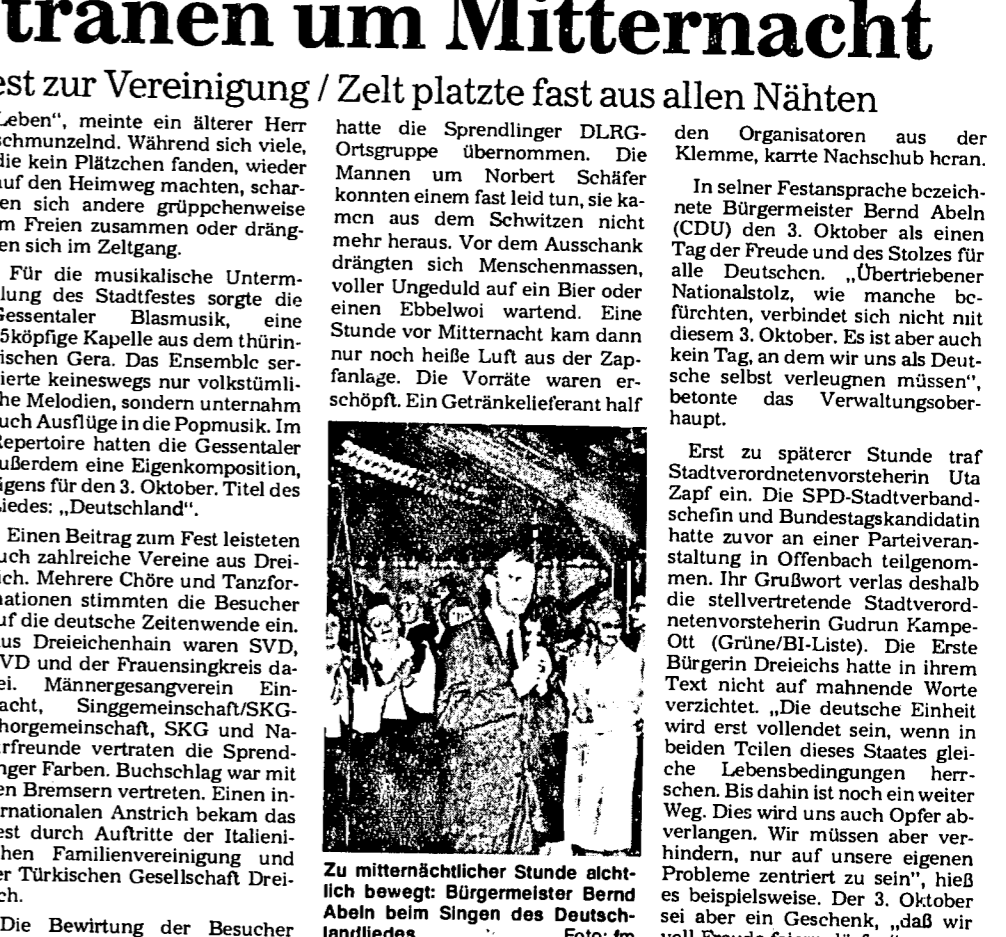 tränen um Mitternacht
est zur Vereinigung / Zelt platzte fast aus allen Nähten
Leben“, meinte ein älterer Herr
schmunzelnd. Während sich viele,
die kein Plätzchen fanden, wieder
auf den Heimweg machten, schar-
en sich andere grüppchenweise
m Freien zusammen oder dräng-
en sich im Zeltgang.
Für die musikalische Unterm-
lung des Stadtfestes sorgte die
Gessentaler Blasmusik, eine
5köpfige Kapelle aus dem thürin-
ischen Gera. Das Ensemble ser-
ierte keineswegs nur volkstümli-
he Melodien, sondern unternahm
uch Ausflüge in die Popmusik. Im
Repertoire hatten die Gessentaler
ußerdem eine Eigenkomposition,
igens für den 3. Oktober. Titel des
Liedes: „Deutschland“.
Einen Beitrag zum Fest leisteten
uch zahlreiche Vereine aus Drei-
ich. Mehrere Chöre und Tanzfor-
nationen stimmten die Besucher
uf die deutsche Zeitenwende ein.
us Dreieichenhain waren SVD,
VD und der Frauensingkreis da-
ei. Männergesangverein Ein-
acht, Singgemeinschaft/SKG-
horgemeinschaft, SKG und Na-
rfreunde vertraten die Sprend-
nger Farben. Buchschlag war mit
en Bremsern vertreten. Einen in-
ernationalen Anstrich bekam das
est durch Auftritte der Italieni-
chen Familienvereinigung und
er Türkischen Gesellschaft Drei-
ch.
Die Bewirtung der Besucher
hatte die Sprendlinger DLRG-
Ortsgruppe übernommen. Die
Mannen um Norbert Schäfer
konnten einem fast leid tun, sie ka-
men aus dem Schwitzen nicht
mehr heraus. Vor dem Ausschank
drängten sich Menschenmassen,
voller Ungeduld auf ein Bier oder
einen Ebbelwoi wartend. Eine
Stunde vor Mitternacht kam dann
nur noch heiße Luft aus der Zap-
fanlage. Die Vorräte waren er-
schöpft. Ein Getränkelieferant half
Zu mitternächtlicher Stunde sicht-
lich bewegt: Bürgermeister Bernd
Abeln beim Singen des Deutsch-
landliedes. Foto: fm
den Organisatoren aus der
Klemme, karrte Nachschub heran.
In seiner Festansprache bezeich-
nete Bürgermeister Bernd Abeln
(CDU) den 3. Oktober als einen
Tag der Freude und des Stolzes für
alle Deutschen. „Übertriebener
Nationalstolz, wie manche be-
fürchten, verbindet sich nicht mit
diesem 3. Oktober. Es ist aber auch
kein Tag, an dem wir uns als Deut-
sche selbst verleugnen müssen“,
betonte das Verwaltungsober-
haupt.
Erst zu späterer Stunde traf
Stadtverordnetenvorsteherin Uta
Zapf ein. Die SPD-Stadtverband-
schefin und Bundestagskandidatin
hatte zuvor an einer Parteiveran-
staltung in Offenbach teilgenom-
men. Ihr Grußwort verlas deshalb
die stellvertretende Stadtverord-
netenvorsteherin Gudrun Kampe-
Ott (Grüne/BI-Liste). Die Erste
Bürgerin Dreieichs hatte in ihrem
Text nicht auf mahnende Worte
verzichtet. „Die deutsche Einheit
wird erst vollendet sein, wenn in
beiden Teilen dieses Staates glei-
che Lebensbedingungen herr-
schen. Bis dahin ist noch ein weiter
Weg. Dies wird uns auch Opfer ab-
verlangen. Wir müssen aber ver-
hindern, nur auf unsere eigenen
Probleme zentriert zu sein“, hieß
es beispielsweise. Der 3. Oktober
sei aber ein Geschenk, „daß wir
voll Freude feiern